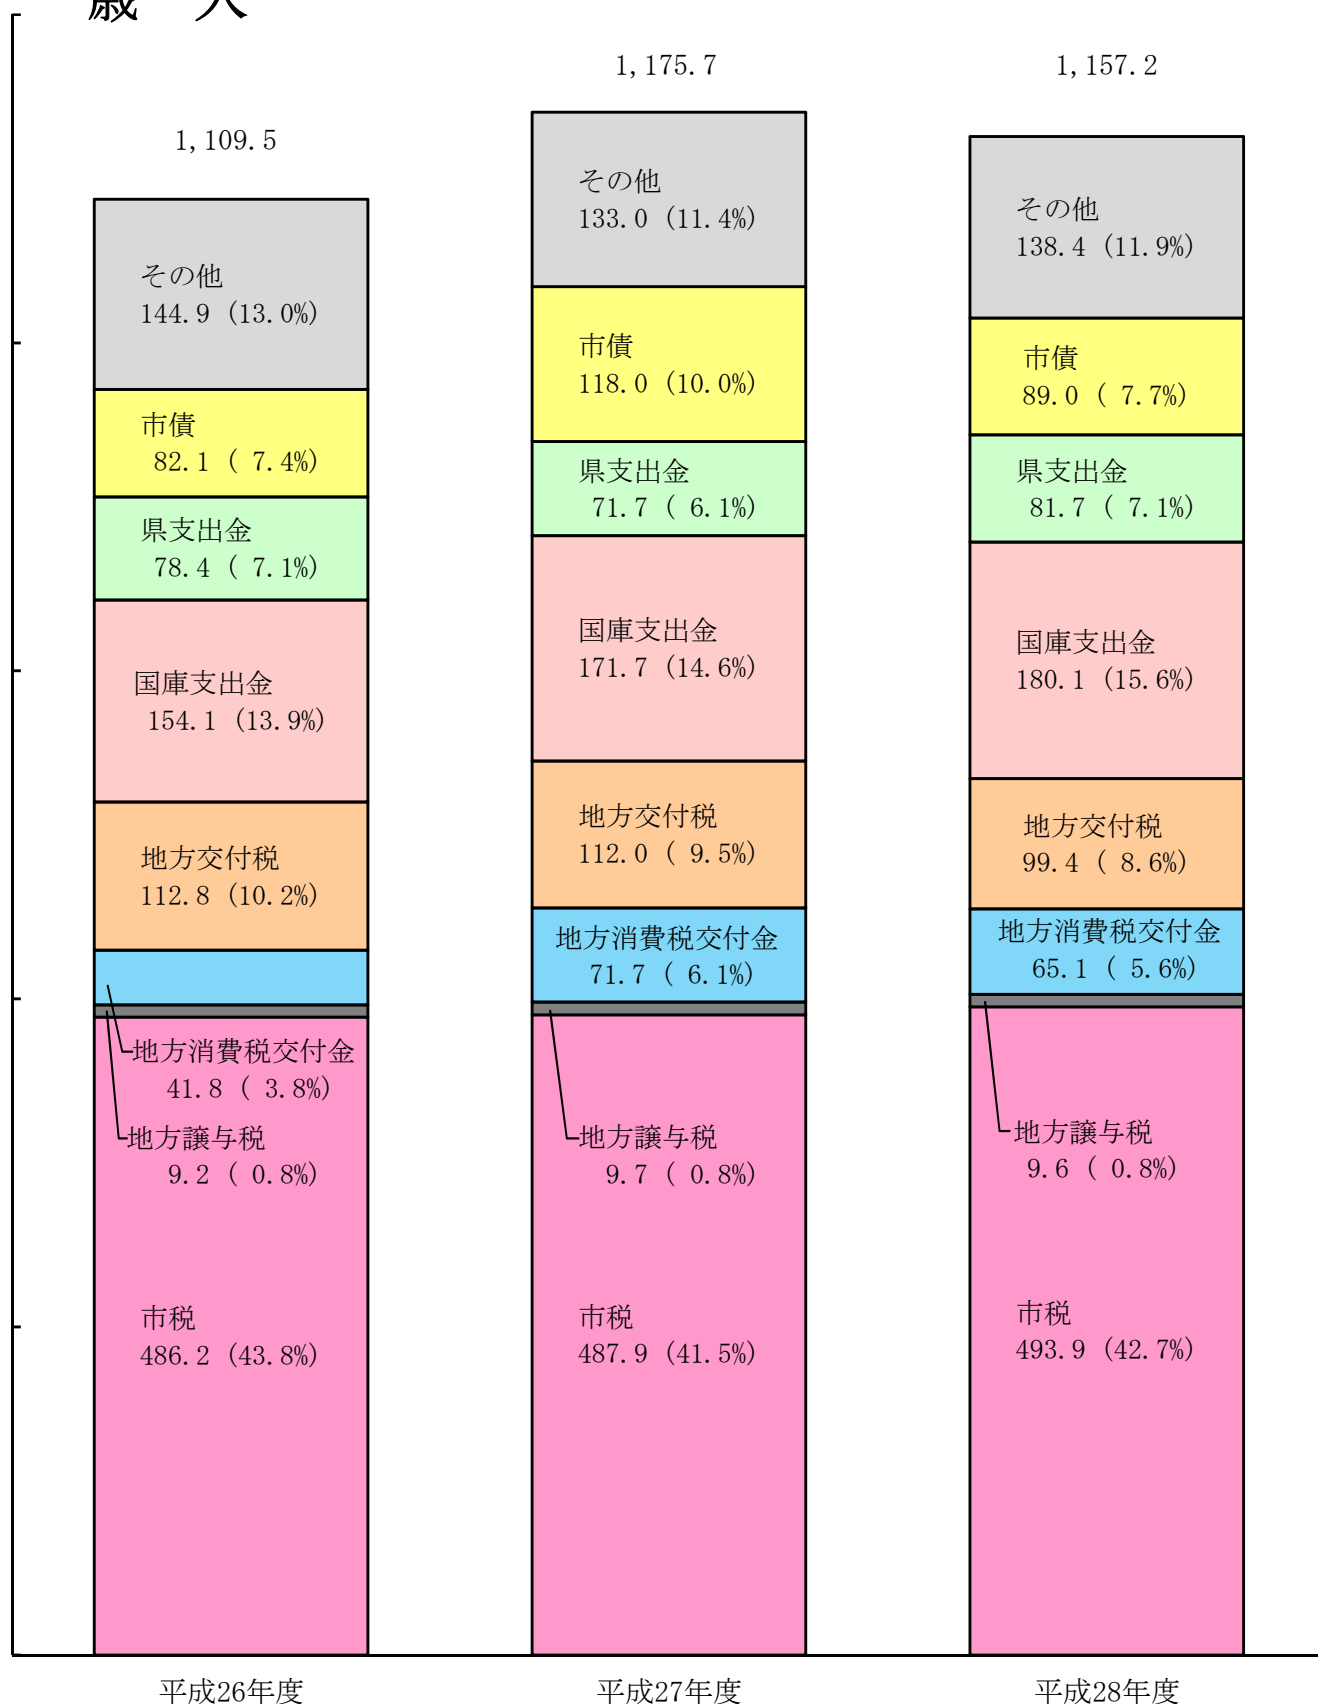 歳 入
1,109.5
その他
144.9 (13.0%)
市債
82.1 ( 7.4%)
県支出金
78.4 ( 7.1%)
国庫支出金
154.1 (13.9%)
地方交付税
112.8 (10.2%)
地方消費税交付金
41.8 ( 3.8%)
地方譲与税
9.2 ( 0.8%)
市税
486.2 (43.8%)
平成26年度
1,175.7
その他
133.0 (11.4%)
市債
118.0 (10.0%)
県支出金
71.7 ( 6.1%)
国庫支出金
171.7 (14.6%)
地方交付税
112.0 ( 9.5%)
地方消費税交付金
71.7 ( 6.1%)
地方譲与税
9.7 ( 0.8%)
市税
487.9 (41.5%)
平成27年度
1,157.2
その他
138.4 (11.9%)
市債
89.0 ( 7.7%)
県支出金
81.7 ( 7.1%)
国庫支出金
180.1 (15.6%)
地方交付税
99.4 ( 8.6%)
地方消費税交付金
65.1 ( 5.6%)
地方譲与税
9.6 ( 0.8%)
市税
493.9 (42.7%)
平成28年度